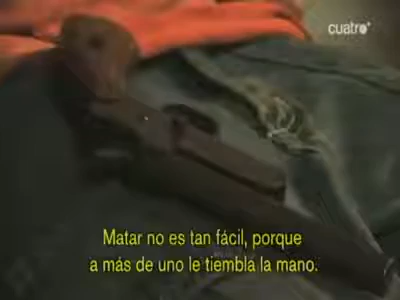 cuatro
Matar no es tan fácil, porque
a más de uno le tiembla la mano.